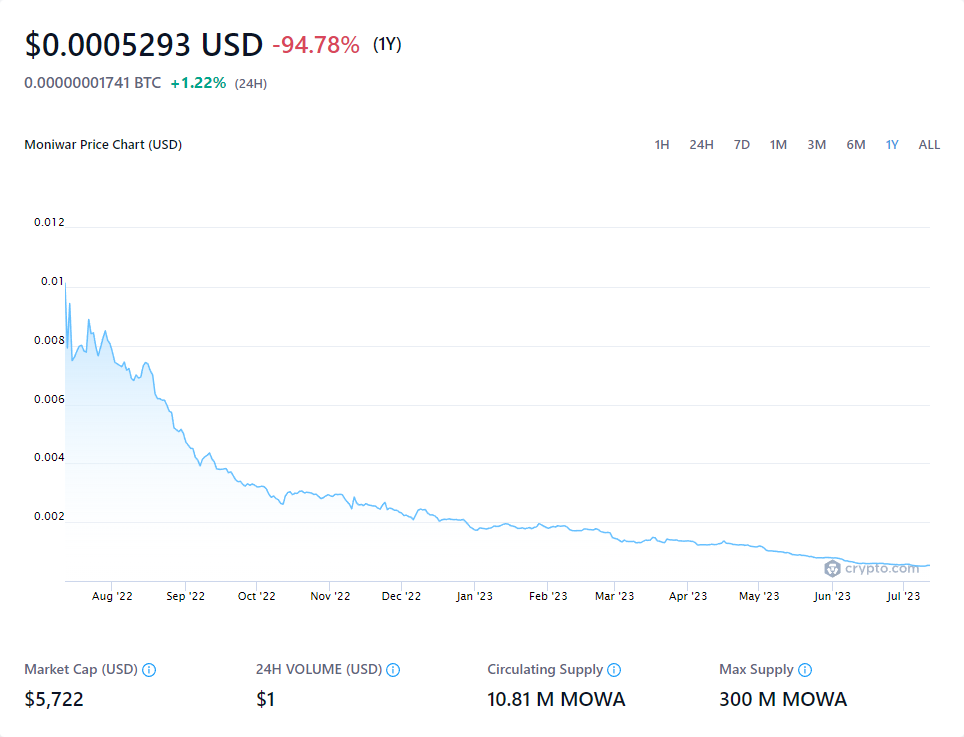 $0.0005293 USD -94.78% (1Y)
0.00000001741 BTC +1.22% (24H)
Moniwar Price Chart (USD) 1H 24H 7D 1M 3M 6M 1Y ALL
0.012
0.01
0.008
0.006
0.004
0.002
crypto.com
Aug '22 Sep '22 Oct '22 Nov '22 Dec '22 Jan '23 Feb '23 Mar '23 Apr '23 May '23 Jun '23 Jul '23
Market Cap (USD) 24H VOLUME (USD) Circulating Supply Max Supply
$5,722 $1 10.81 M MOWA 300 M MOWA